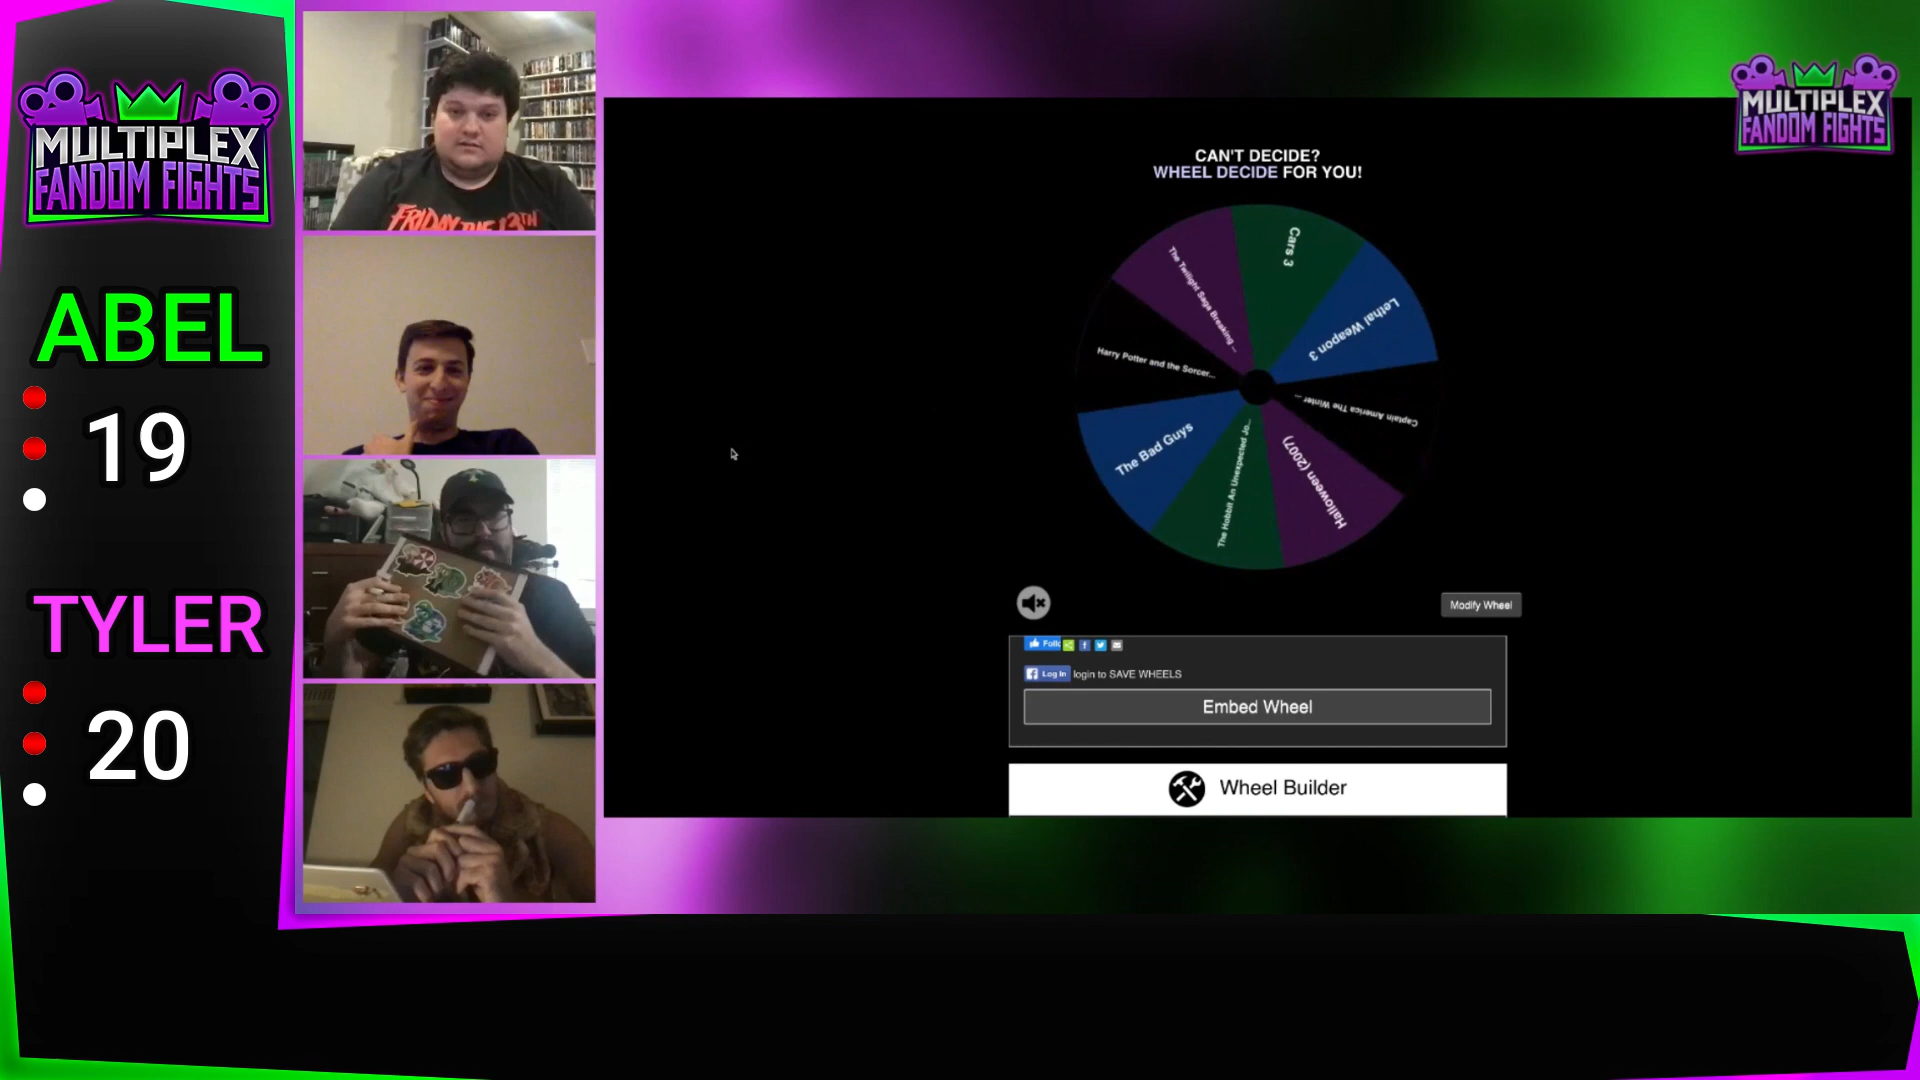 MULTIPLEX
FANDOM FIGHTS
ABEL
19
TYLER
20
FRIDAY THE 13TH
MULTIPLEX
FANDOM FIGHTS
CAN'T DECIDE?
WHEEL DECIDE FOR YOU!
Cars 3
Lethal Weapon 3
Captain America The Winter ...
Halloween (2007)
The Hobbit An Unexpected Jo...
The Bad Guys
Harry Potter and the Sorcer...
The Twilight Saga Breaking ...
Modify Wheel
Follo
Log In login to SAVE WHEELS
Embed Wheel
Wheel Builder